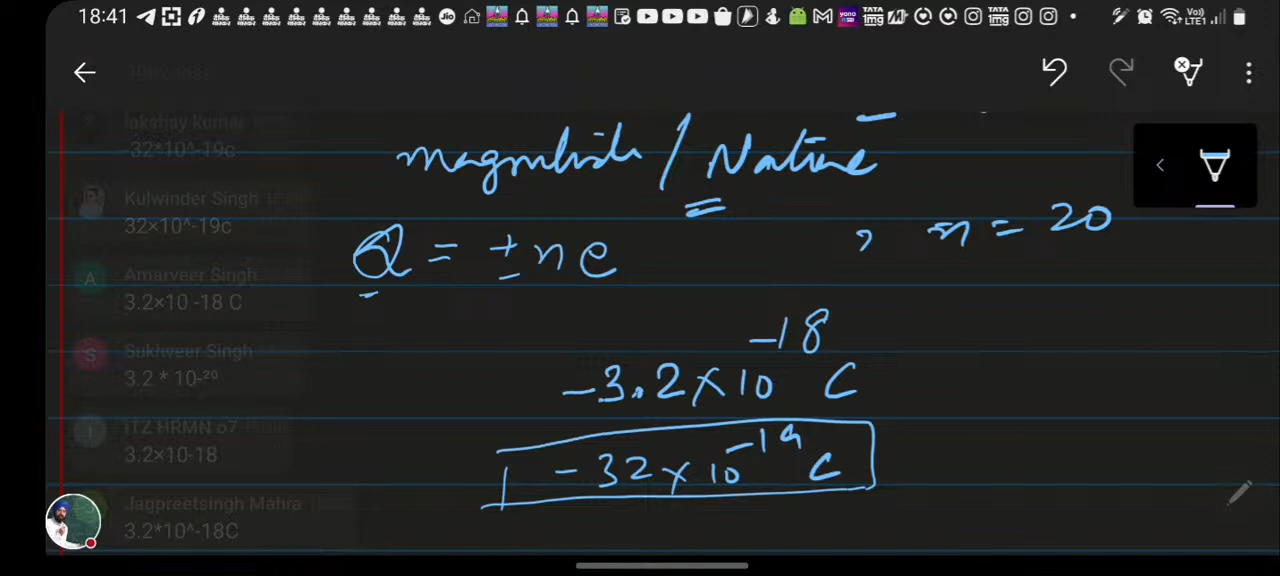 18:41
lakshay kumar
-32*10^-19c
magnitude / Nature
Kulwinder Singh
32×10^-19c
Q = ±ne , n = 20
A
Amarveer Singh
3.2×10 -18 C
S
Sukhveer Singh
3.2 * 10-²⁰
-3.2×10⁻¹⁸ C
I
ITZ HRMN o7
3.2×10-18
-32×10⁻¹⁹ C
Jagpreetsingh Mahra
3.2*10^-18C